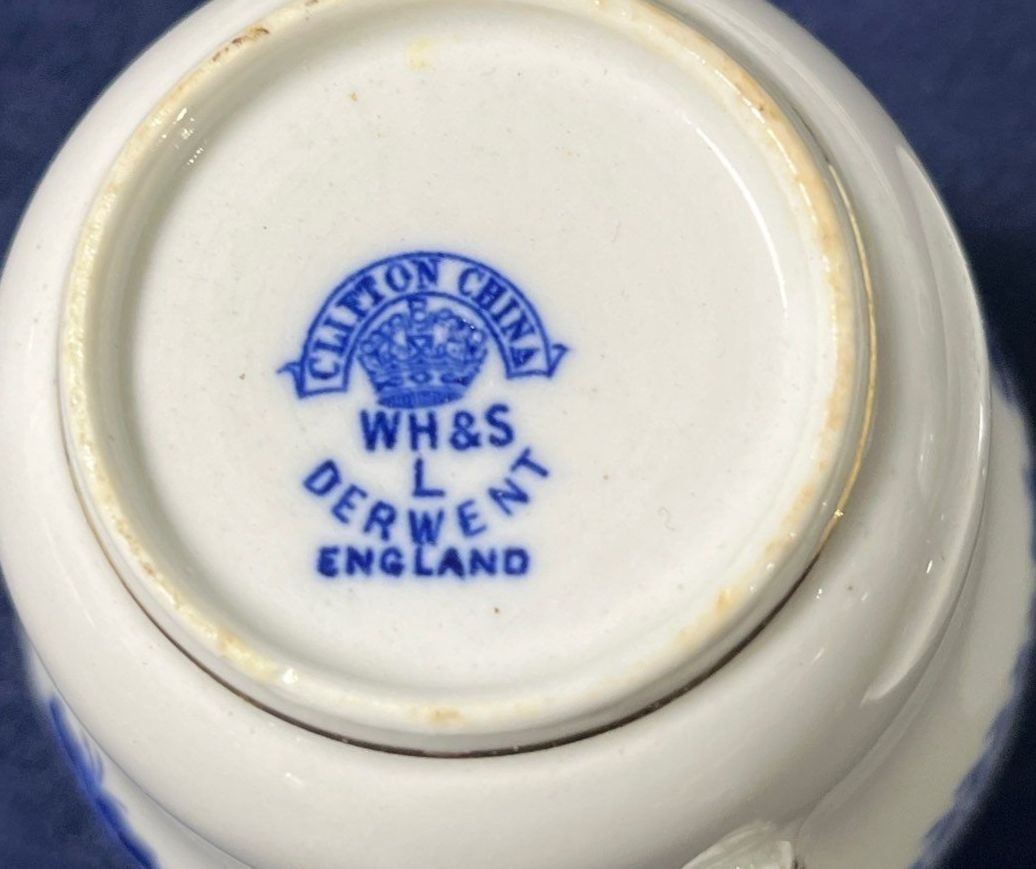 CLIFTON CHINA
WH&S
L
DERWENT
ENGLAND